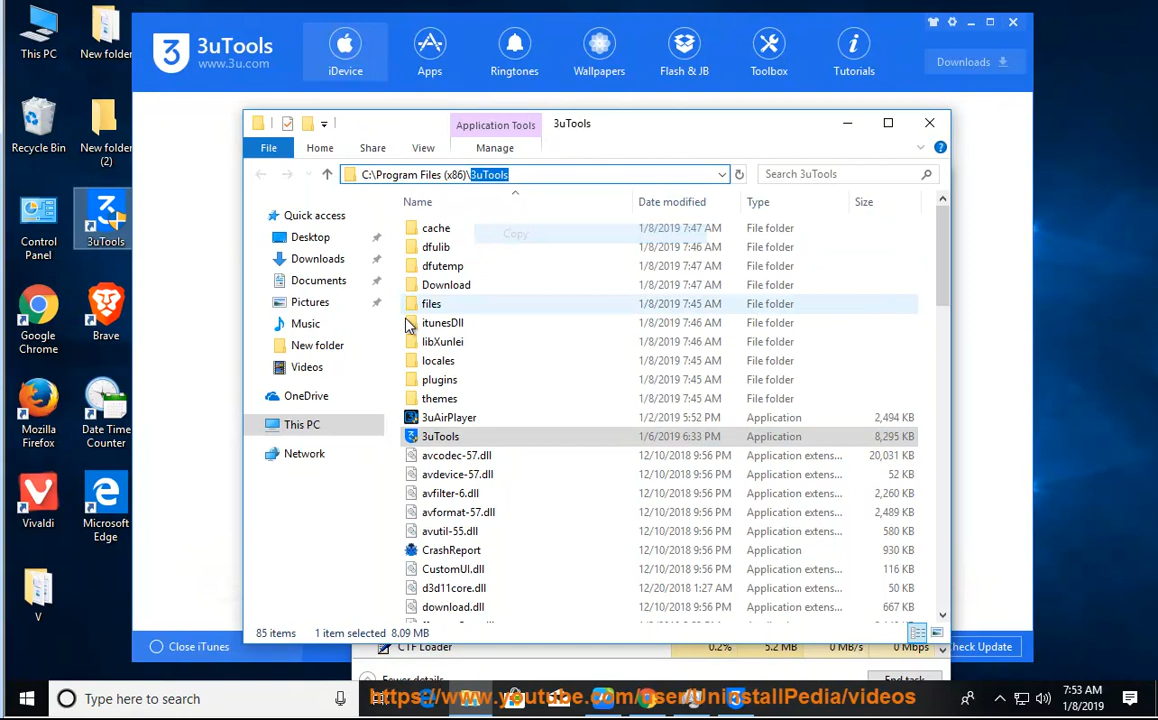 This PC
New folder
Recycle Bin
New folder
(2)
Control
Panel
3uTools
Google
Chrome
Brave
Mozilla
Firefox
Date Time
Counter
Vivaldi
Microsoft
Edge
V
3
3uTools
www.3u.com
iDevice
Apps
Ringtones
Wallpapers
Flash & JB
Toolbox
Tutorials
Downloads
Application Tools
3uTools
File
Home
Share
View
Manage
C:\Program Files (x86)\3uTools
Search 3uTools
Quick access
Desktop
Downloads
Documents
Pictures
Music
New folder
Videos
OneDrive
This PC
Network
Name Date modified Type Size
Copy
cache 1/8/2019 7:47 AM File folder
dfulib 1/8/2019 7:46 AM File folder
dfutemp 1/8/2019 7:47 AM File folder
Download 1/8/2019 7:47 AM File folder
files 1/8/2019 7:45 AM File folder
itunesDll 1/8/2019 7:46 AM File folder
libXunlei 1/8/2019 7:46 AM File folder
locales 1/8/2019 7:45 AM File folder
plugins 1/8/2019 7:45 AM File folder
themes 1/8/2019 7:45 AM File folder
3uAirPlayer 1/2/2019 5:52 PM Application 2,494 KB
3uTools 1/6/2019 6:33 PM Application 8,295 KB
avcodec-57.dll 12/10/2018 9:56 PM Application extens... 20,031 KB
avdevice-57.dll 12/10/2018 9:56 PM Application extens... 52 KB
avfilter-6.dll 12/10/2018 9:56 PM Application extens... 2,260 KB
avformat-57.dll 12/10/2018 9:56 PM Application extens... 2,489 KB
avutil-55.dll 12/10/2018 9:56 PM Application extens... 580 KB
CrashReport 12/10/2018 9:56 PM Application 930 KB
CustomUI.dll 12/10/2018 9:56 PM Application extens... 116 KB
d3d11core.dll 12/20/2018 1:27 AM Application extens... 50 KB
download.dll 12/10/2018 9:56 PM Application extens... 667 KB
85 items 1 item selected 8.09 MB
Close iTunes
CTF Loader 0.2% 5.2 MB 0 MB/s 0 Mbps
Check Update
Fewer details
End task
Type here to search
https://www.youtube.com/user/UninstallPedia/videos
7:53 AM
1/8/2019